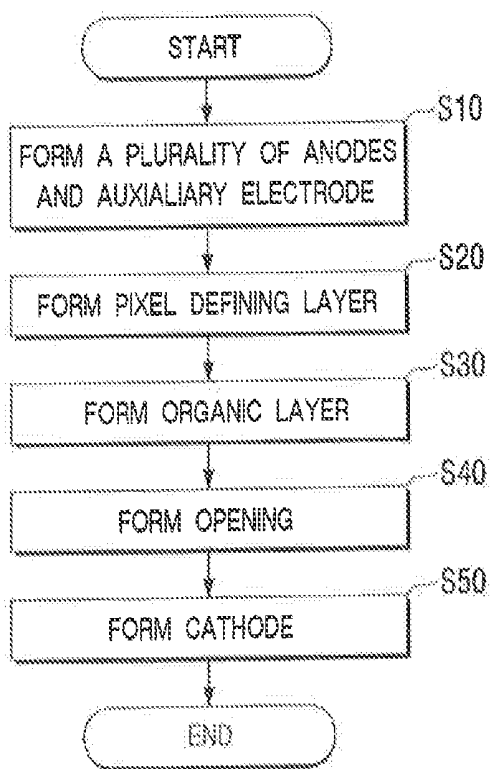 START
S10
FORM A PLURALITY OF ANODES
AND AUXIALIARY ELECTRODE
S20
FORM PIXEL DEFINING LAYER
S30
FORM ORGANIC LAYER
S40
FORM OPENING
S50
FORM CATHODE
END